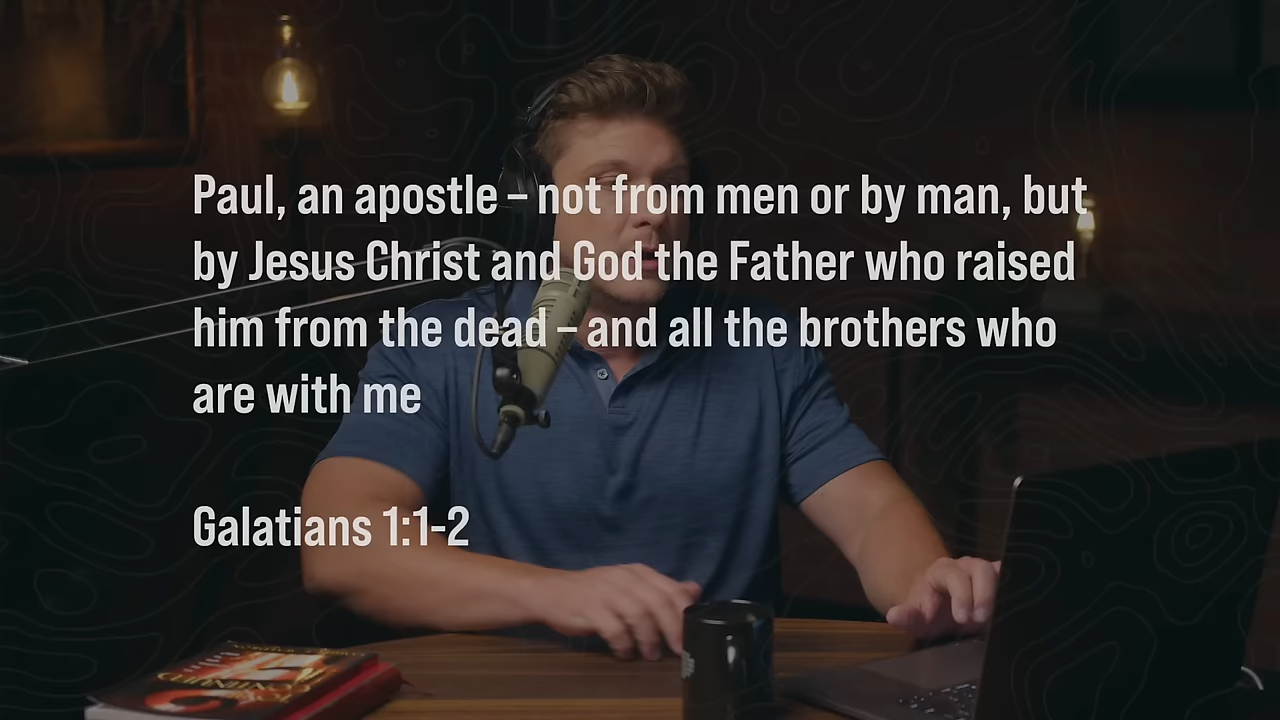 Paul, an apostle – not from men or by man, but
by Jesus Christ and God the Father who raised
him from the dead – and all the brothers who
are with me
Galatians 1:1-2